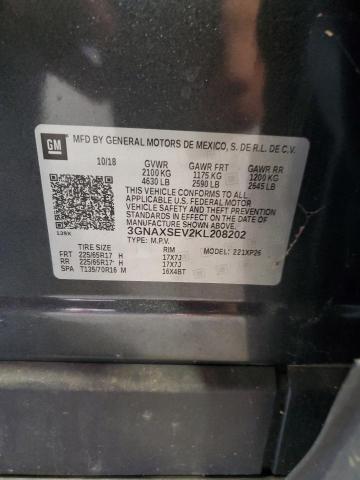 GM
MFD BY GENERAL MOTORS DE MEXICO, S. DE R.L. DE C.V.
10/18 GVWR GAWR FRT GAWR RR
2100 KG 1175 KG 1200 KG
4630 LB 2590 LB 2645 LB
THIS VEHICLE CONFORMS TO ALL
APPLICABLE U.S. FEDERAL MOTOR
VEHICLE SAFETY, BUMPER, AND
THEFT PREVENTION STANDARDS IN
EFFECT ON THE DATE OF
MANUFACTURE SHOWN ABOVE.
3GNAXSEV2KL208202
TYPE: M.P.V. MODEL: 221XP26
TIRE SIZE RIM
FRT 225/65R17 H 17X7J
RR 225/65R17 H 17X7J
SPA T135/70R16 M 16X4BT